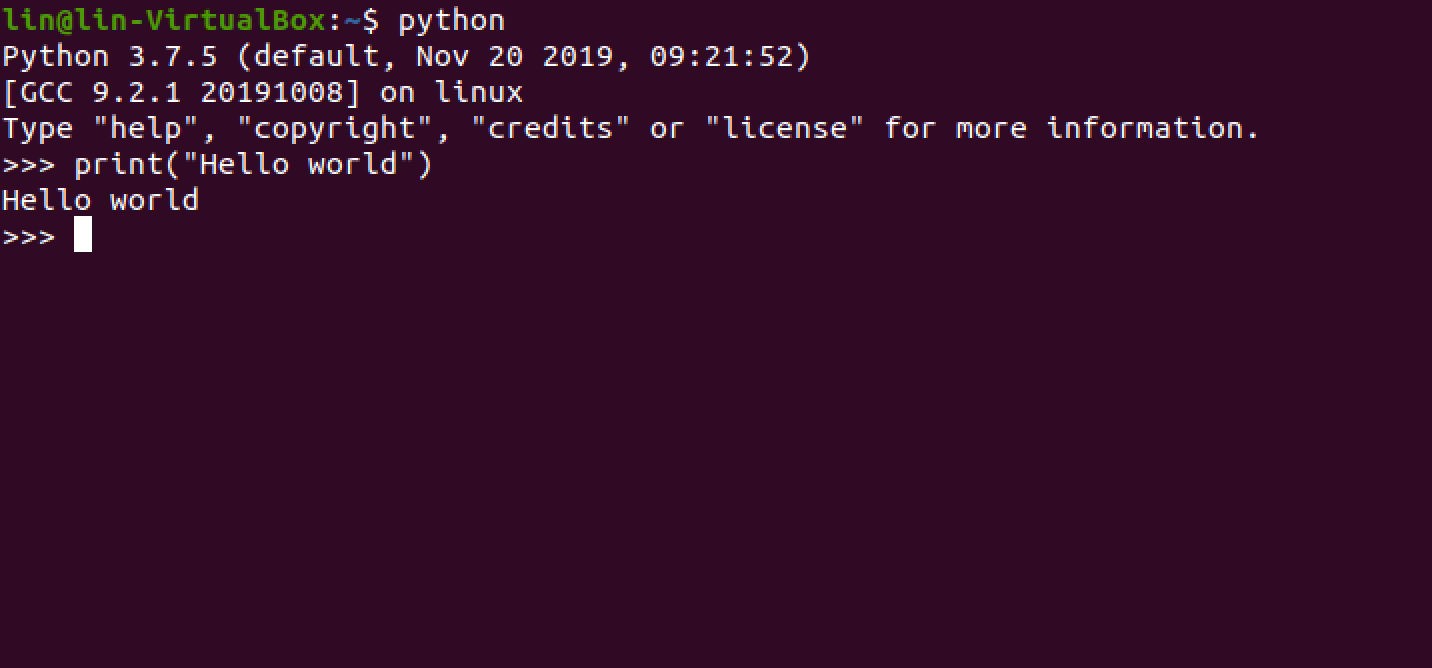 lin@lin-VirtualBox:~$ python
Python 3.7.5 (default, Nov 20 2019, 09:21:52)
[GCC 9.2.1 20191008] on linux
Type "help", "copyright", "credits" or "license" for more information.
>>> print("Hello world")
Hello world
>>>